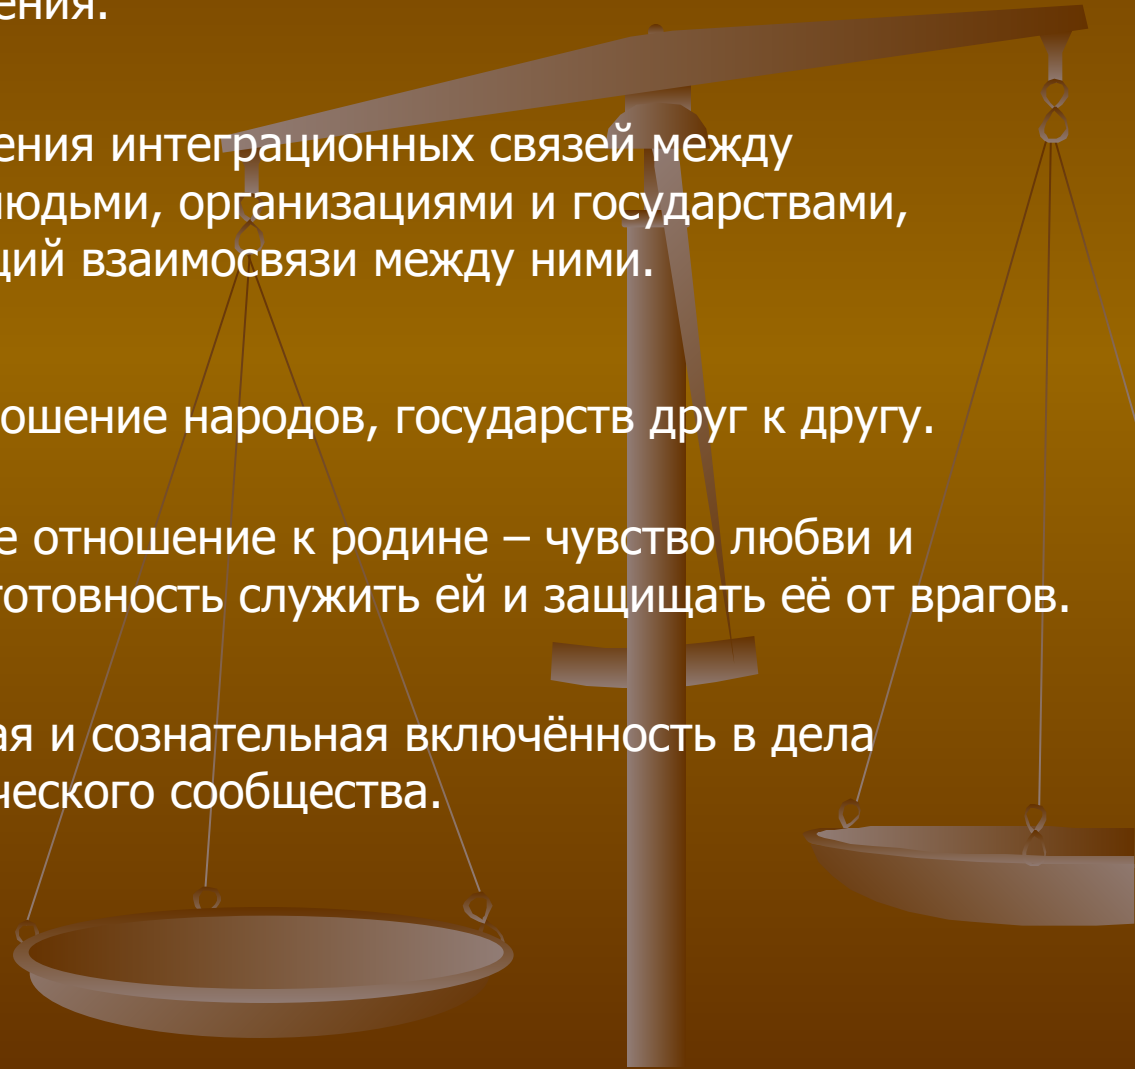 ения.
ения интеграционных связей между
людьми, организациями и государствами,
ций взаимосвязи между ними.
ошение народов, государств друг к другу.
е отношение к родине – чувство любви и
готовность служить ей и защищать её от врагов.
ая и сознательная включённость в дела
ческого сообщества.